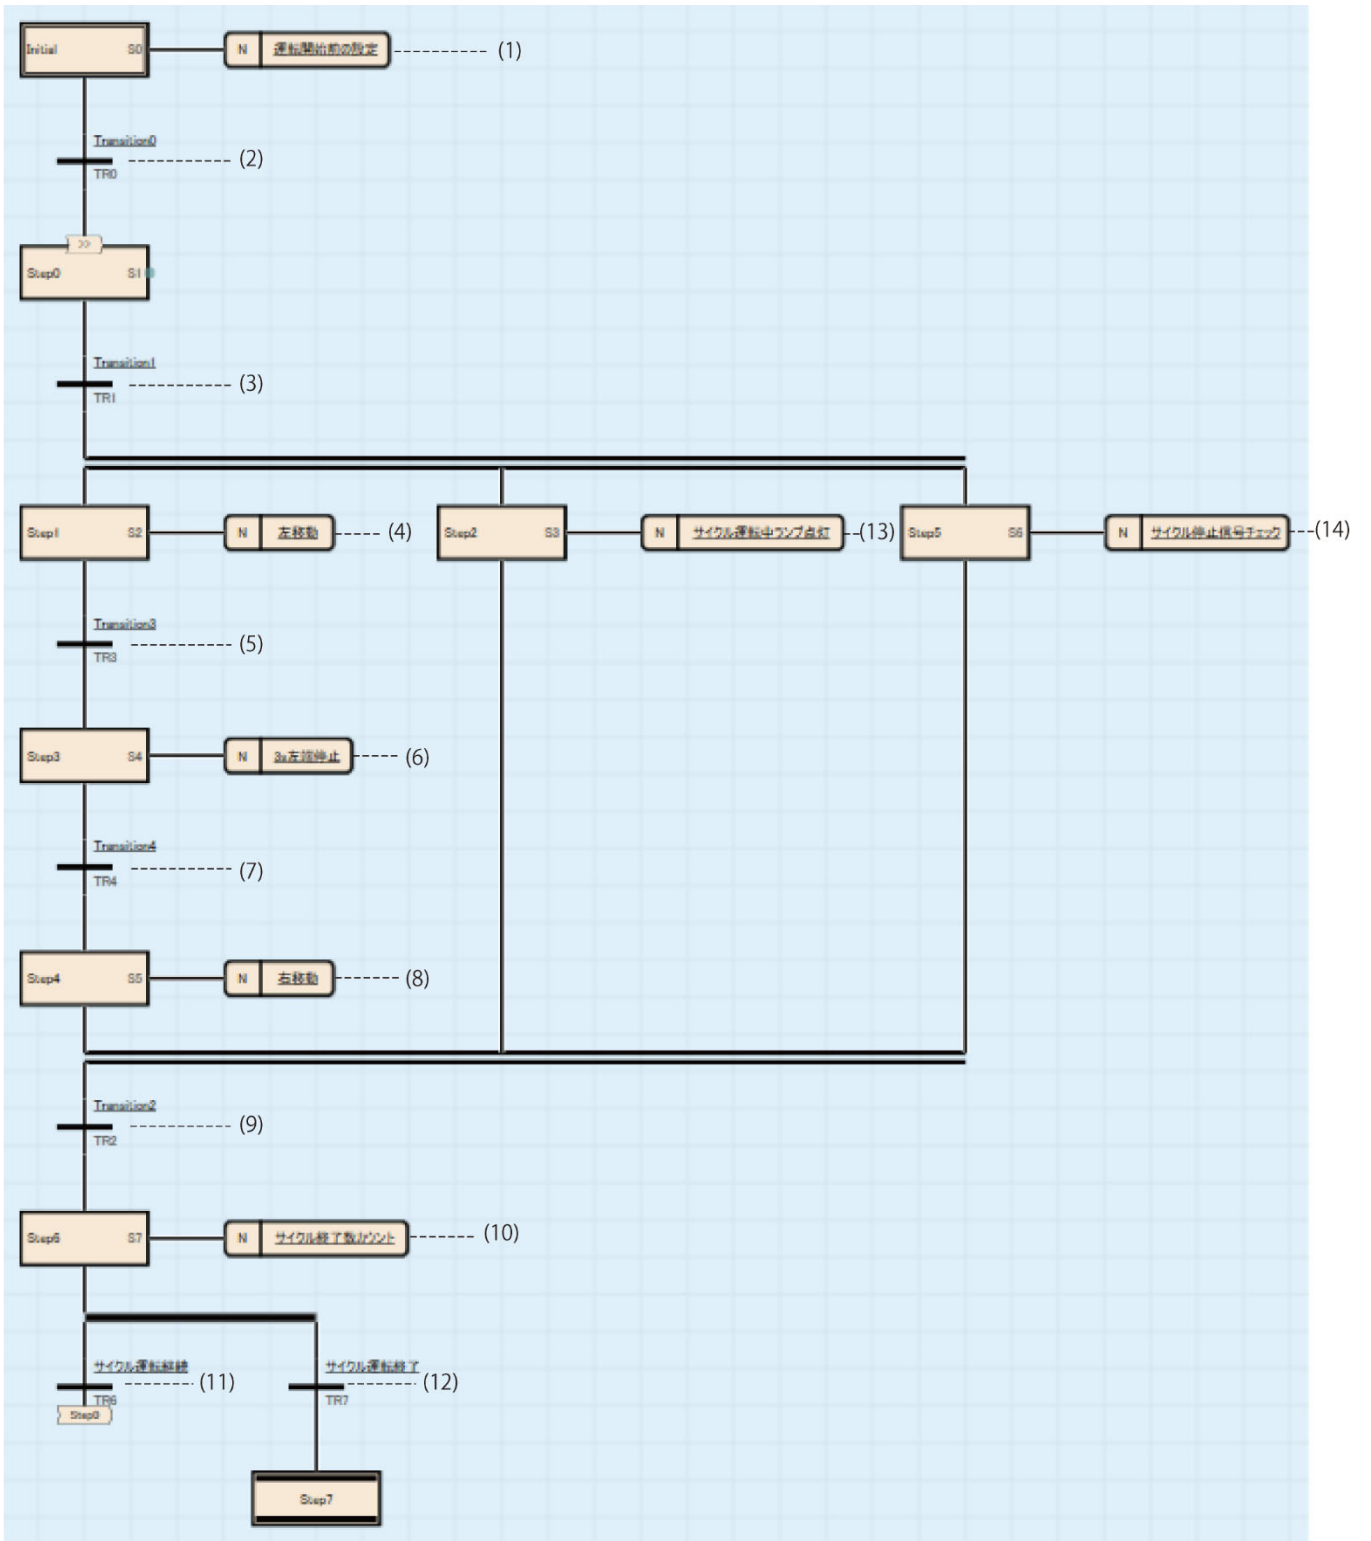 Initial S0 N 運転開始前の設定 (1)
Transition0
(2)
TR0
>>
Step0 S1
Transition1
(3)
TR1
Step1 S2 N 左移動 (4) Step2 S3 N サイクル運転中ランプ点灯 (13) Step5 S6 N サイクル停止信号チェック (14)
Transition3
(5)
TR3
Step3 S4 N 3s左端停止 (6)
Transition4
(7)
TR4
Step4 S5 N 右移動 (8)
Transition2
(9)
TR2
Step6 S7 N サイクル終了数カウント (10)
サイクル運転継続 サイクル運転終了
(11) (12)
TR6 TR7
Step0
Step7